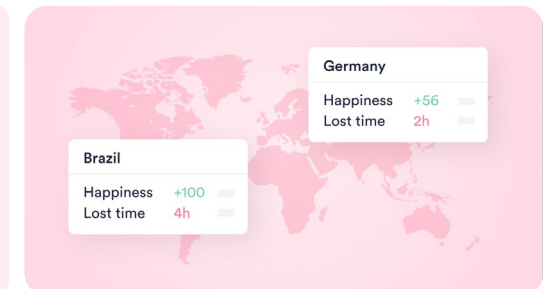 Germany
Happiness +56
Lost time 2h
Brazil
Happiness +100
Lost time 4h